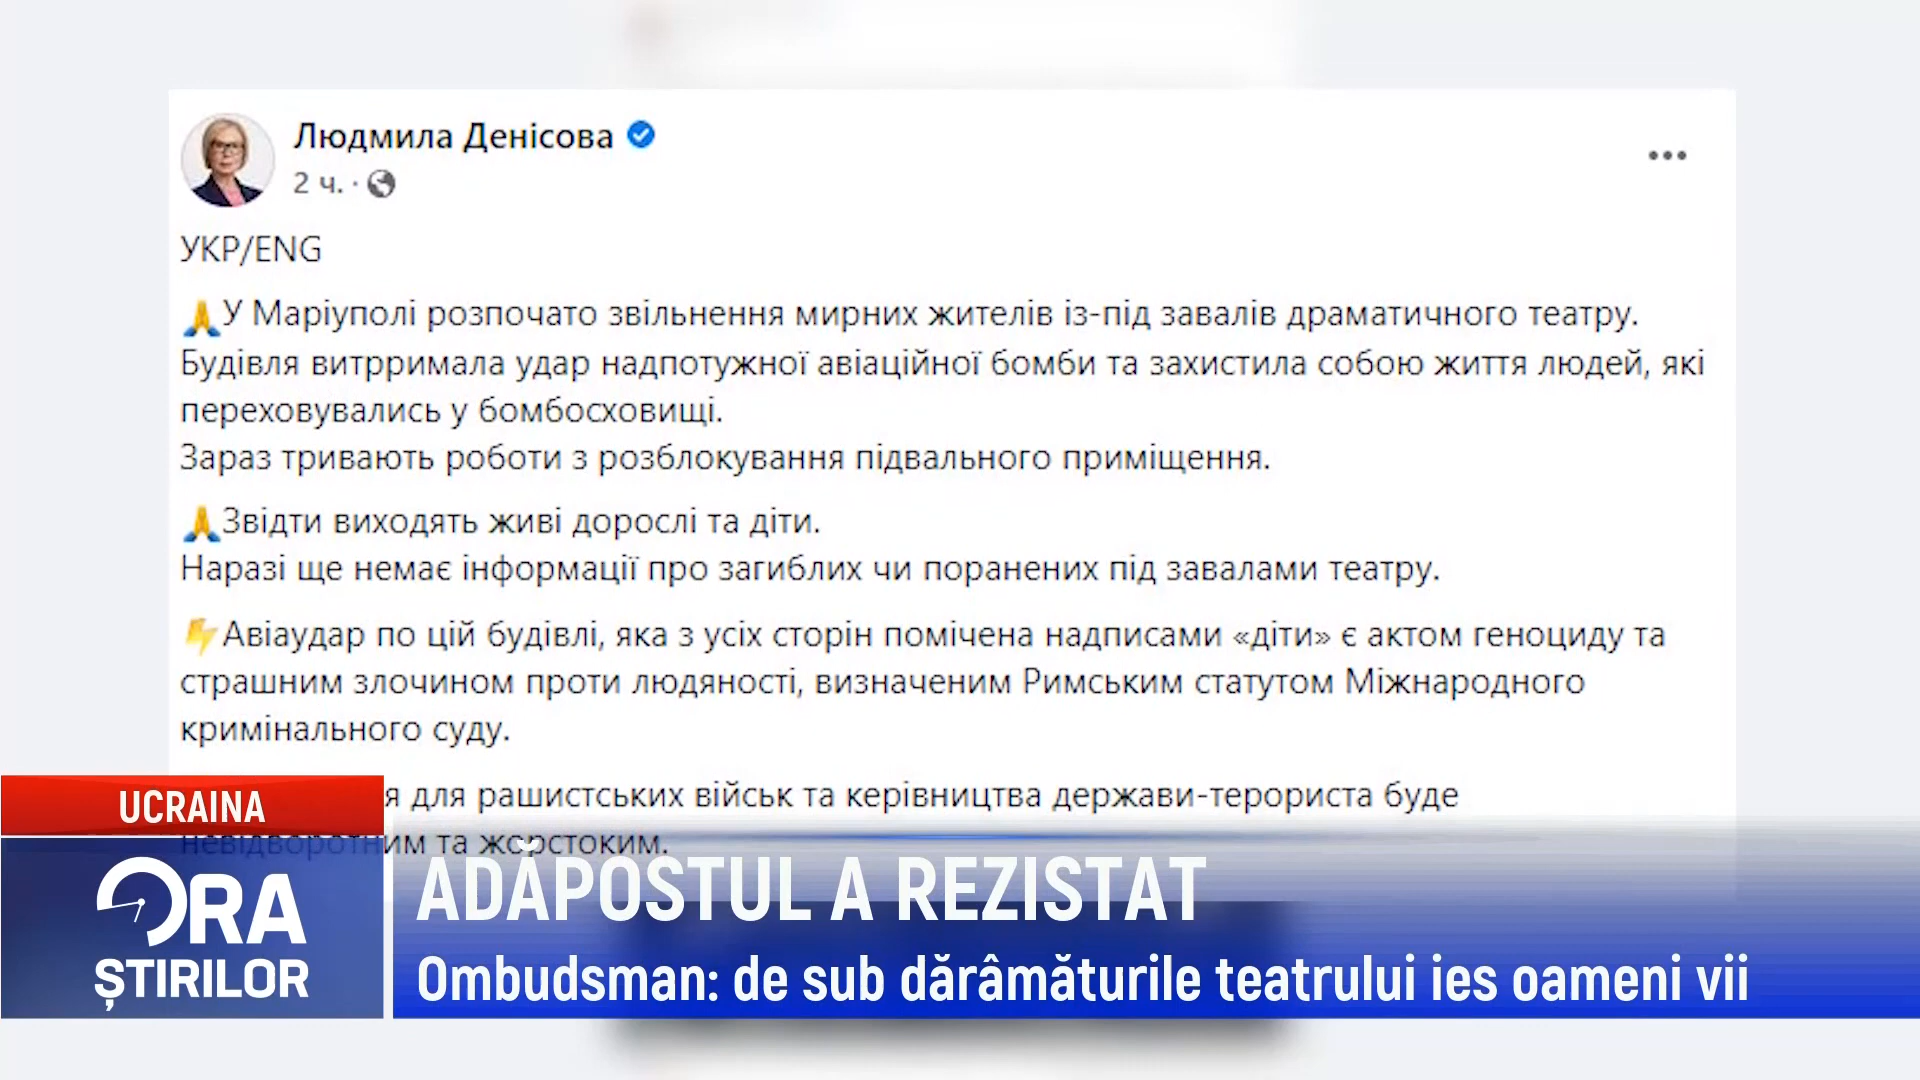 Людмила Денісова
2 ч. ·
УКР/ENG
🙏У Маріуполі розпочато звільнення мирних жителів із-під завалів драматичного театру.
Будівля витрримала удар надпотужної авіаційної бомби та захистила собою життя людей, які
переховувались у бомбосховищі.
Зараз тривають роботи з розблокування підвального приміщення.
🙏Звідти виходять живі дорослі та діти.
Наразі ще немає інформації про загиблих чи поранених під завалами театру.
⚡Авіаудар по цій будівлі, яка з усіх сторін помічена надписами «діти» є актом геноциду та
страшним злочином проти людяності, визначеним Римським статутом Міжнародного
кримінального суду.
для рашистських військ та керівництва держави-терориста буде
невідворотним та жорстоким.
UCRAINA
ORA
ȘTIRILOR
ADĂPOSTUL A REZISTAT
Ombudsman: de sub dărâmăturile teatrului ies oameni vii